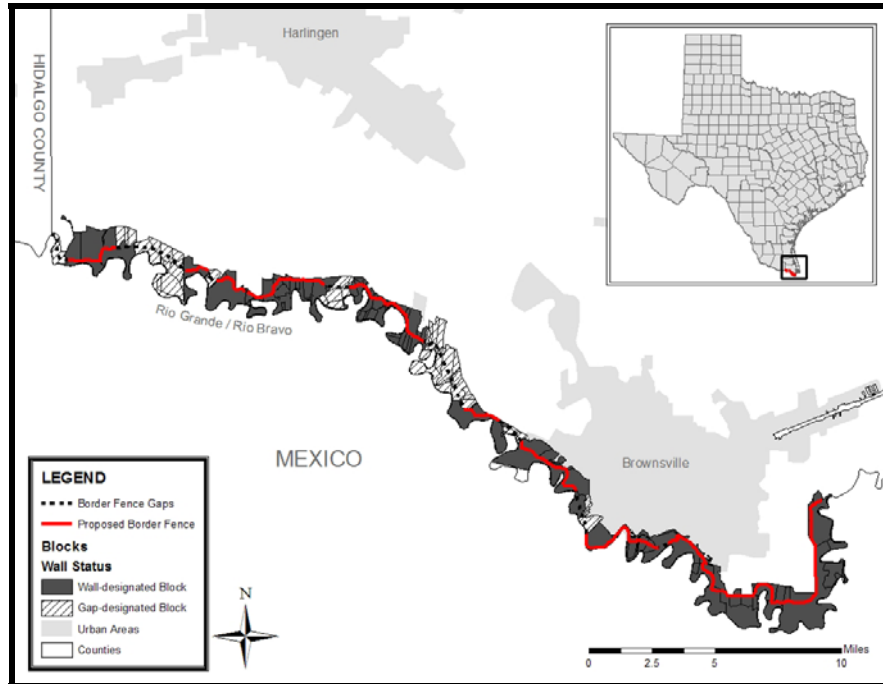 Harlingen
HIDALGO COUNTY
Rio Grande / Rio Bravo
MEXICO
Brownsville
LEGEND
Border Fence Gaps
Proposed Border Fence
Blocks
Wall Status
Wall-designated Block
Gap-designated Block
Urban Areas
Counties
N
Miles
0 2.5 5 10